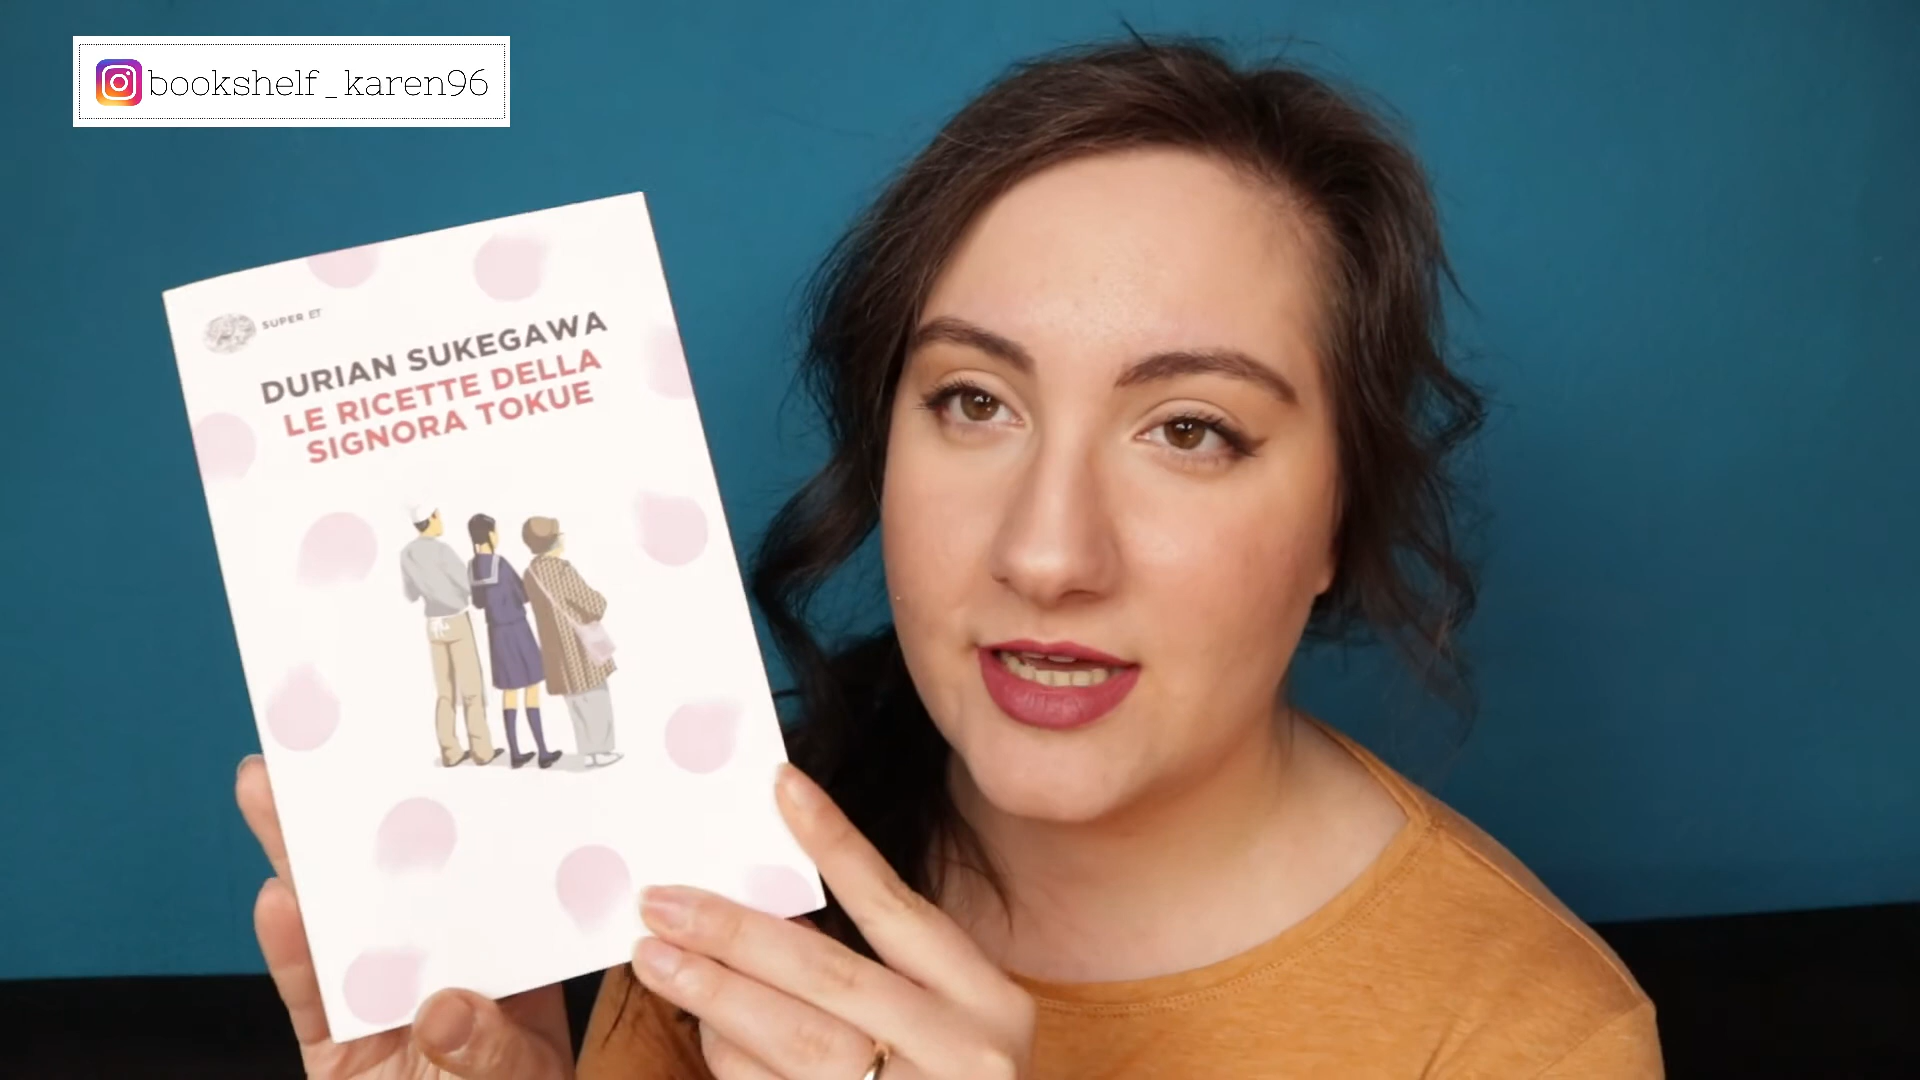 bookshelf_karen96
SUPER ET
DURIAN SUKEGAWA
LE RICETTE DELLA
SIGNORA TOKUE